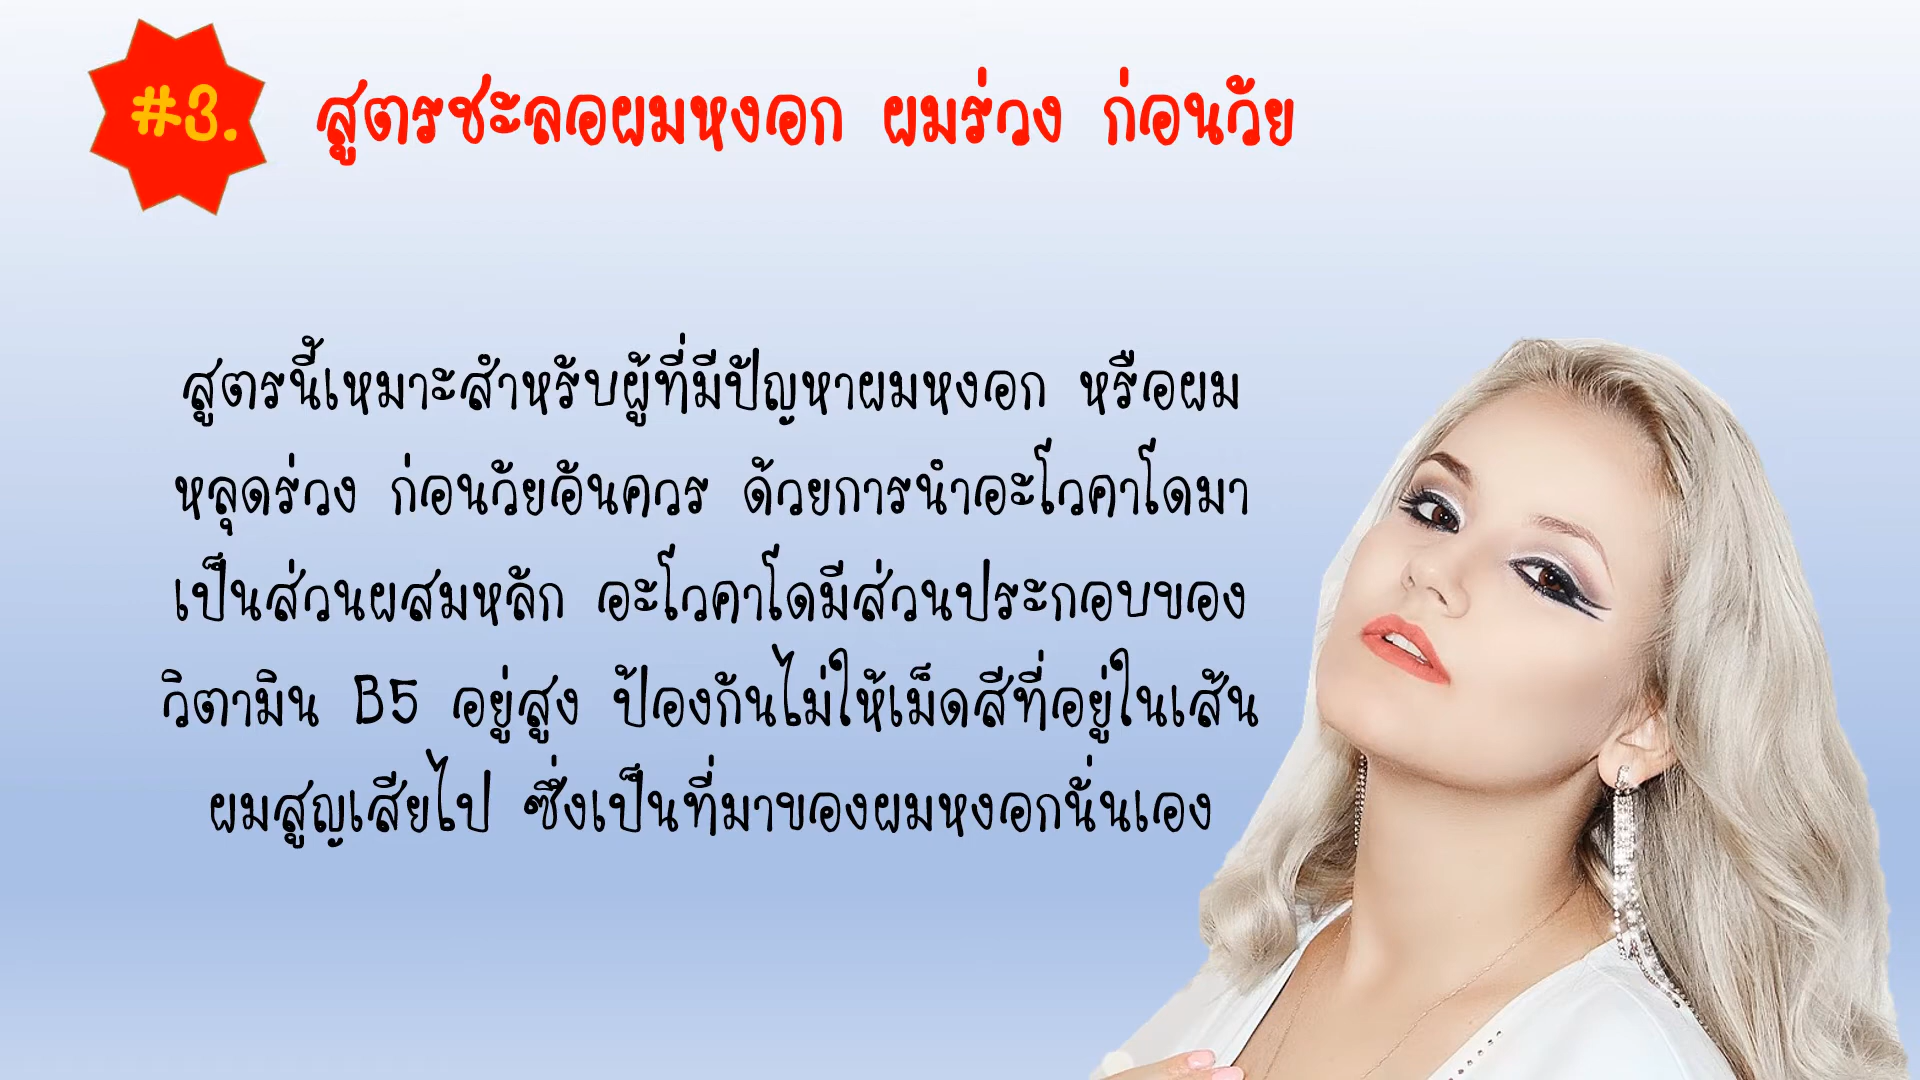 #3.
สูตรชะลอผมหงอก ผมร่วง ก่อนวัย
สูตรนี้เหมาะสำหรับผู้ที่มีปัญหาผมหงอก หรือผม
หลุดร่วง ก่อนวัยอันควร ด้วยการนำอะโวคาโดมา
เป็นส่วนผสมหลัก อะโวคาโดมีส่วนประกอบของ
วิตามิน B5 อยู่สูง ป้องกันไม่ให้เม็ดสีที่อยู่ในเส้น
ผมสูญเสียไป ซึ่งเป็นที่มาของผมหงอกนั่นเอง